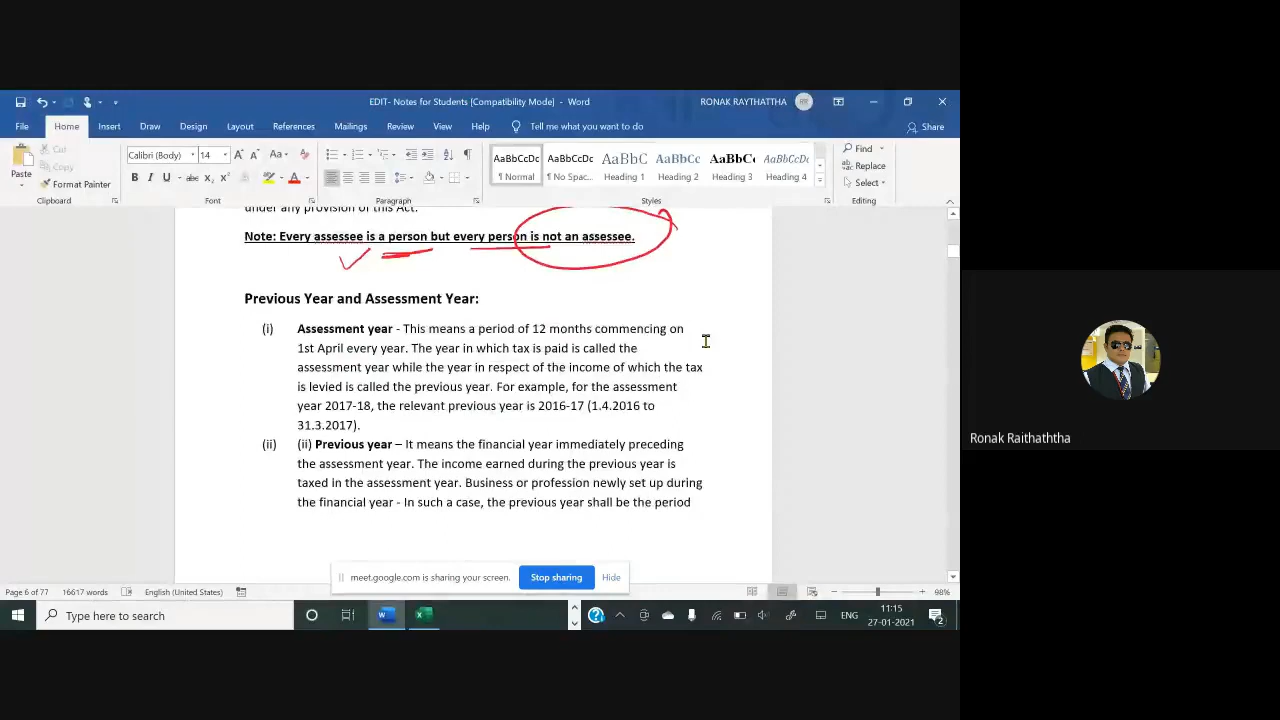 EDIT- Notes for Students [Compatibility Mode] - Word
RONAK RAYTHATTHA RR
File Home Insert Draw Design Layout References Mailings Review View Help Tell me what you want to do Share
Paste
Cut
Copy
Format Painter
Clipboard
Calibri (Body) 14
Font
Paragraph
AaBbCcDc AaBbCcDc AaBbC AaBbCc AaBbCc AaBbCcDc
¶ Normal ¶ No Spac... Heading 1 Heading 2 Heading 3 Heading 4
Styles
Find
Replace
Select
Editing
under any provision of this Act.
Note: Every assessee is a person but every person is not an assessee.
Previous Year and Assessment Year:
(i) Assessment year - This means a period of 12 months commencing on
1st April every year. The year in which tax is paid is called the
assessment year while the year in respect of the income of which the tax
is levied is called the previous year. For example, for the assessment
year 2017-18, the relevant previous year is 2016-17 (1.4.2016 to
31.3.2017).
(ii) (ii) Previous year – It means the financial year immediately preceding
the assessment year. The income earned during the previous year is
taxed in the assessment year. Business or profession newly set up during
the financial year - In such a case, the previous year shall be the period
meet.google.com is sharing your screen. Stop sharing Hide
Page 6 of 77 16617 words English (United States) 98%
Type here to search
ENG
11:15
27-01-2021
2
Ronak Raithaththa